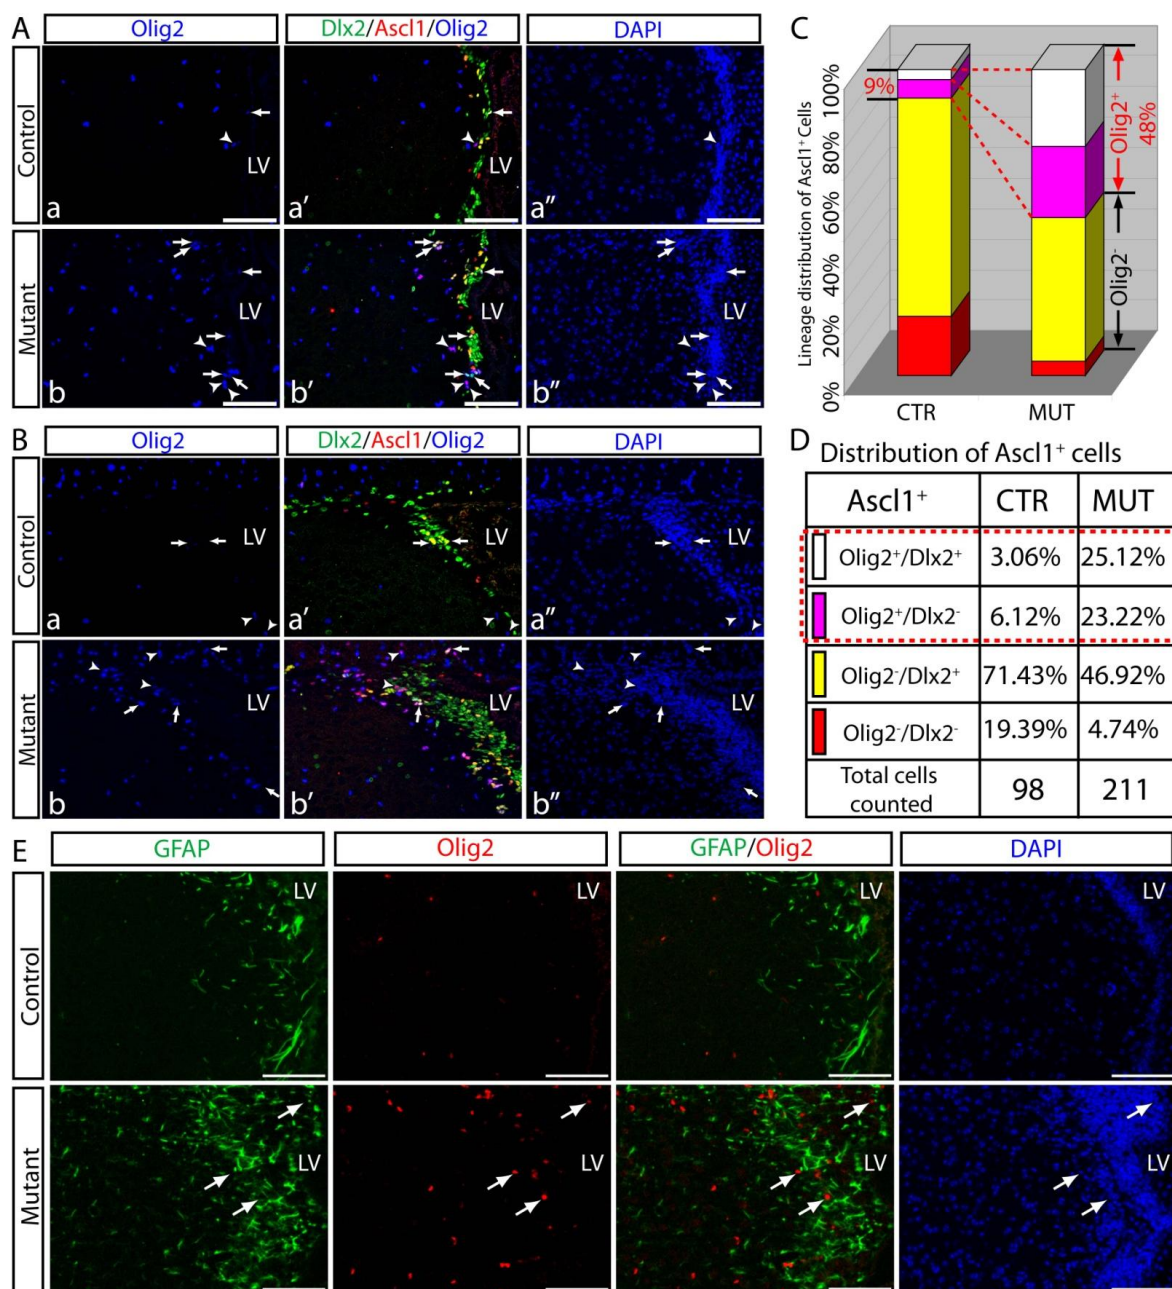 A
Olig2
Dlx2/Ascl1/Olig2
DAPI
Control
LV
LV
LV
a
a′
a″
Mutant
LV
LV
LV
b
b′
b″
B
Olig2
Dlx2/Ascl1/Olig2
DAPI
Control
LV
LV
LV
a
a′
a″
Mutant
LV
LV
LV
b
b′
b″
C
Lineage distribution of Ascl1⁺ Cells
100%
80%
60%
40%
20%
0%
9%
Olig2⁺
48%
Olig2⁻
CTR
MUT
D
Distribution of Ascl1⁺ cells
Ascl1⁺ CTR MUT
Olig2⁺/Dlx2⁺ 3.06% 25.12%
Olig2⁺/Dlx2⁻ 6.12% 23.22%
Olig2⁻/Dlx2⁺ 71.43% 46.92%
Olig2⁻/Dlx2⁻ 19.39% 4.74%
Total cells
counted 98 211
E
GFAP
Olig2
GFAP/Olig2
DAPI
Control
LV
LV
LV
LV
Mutant
LV
LV
LV
LV